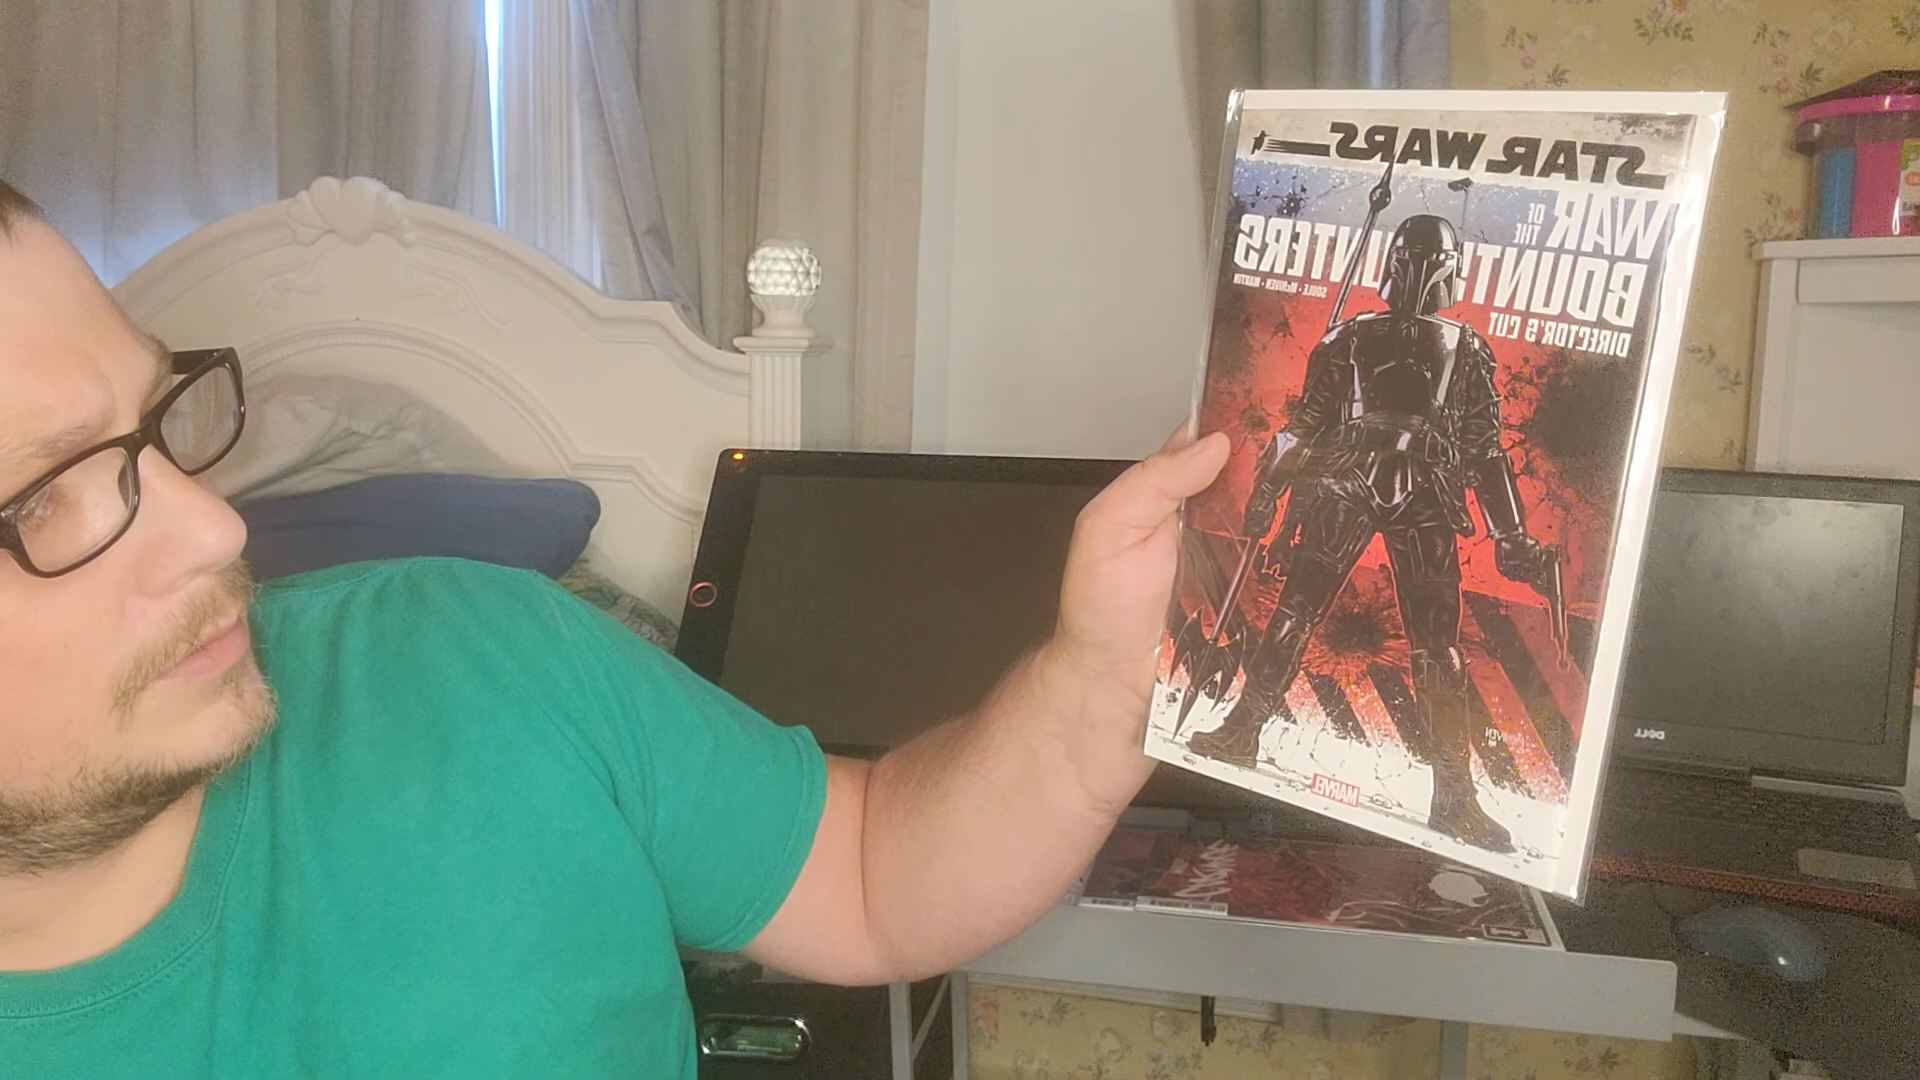 STAR WARS
WAR OF THE
BOUNTY HUNTERS
DIRECTOR'S CUT
SOULE • McNIVEN • MARTIN
MARVEL
DELL